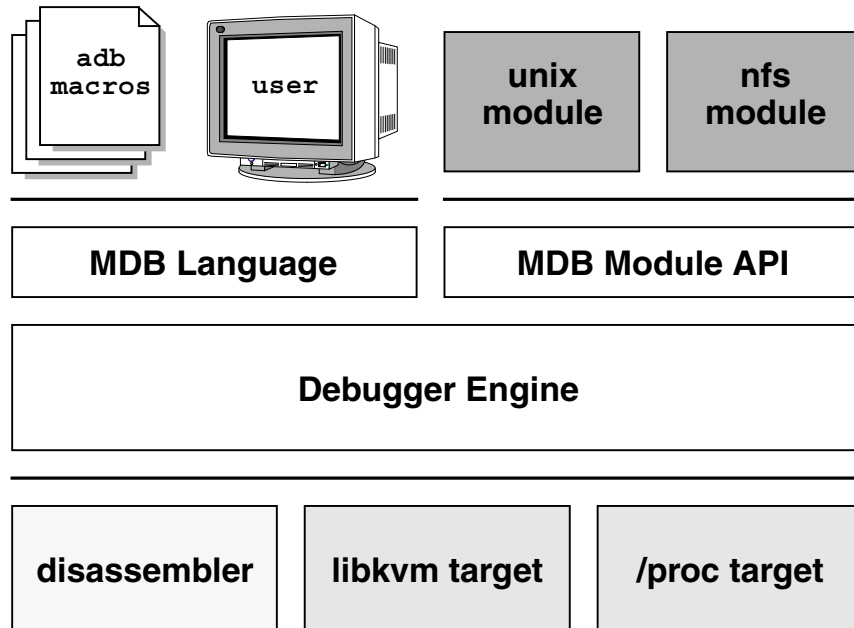 adb
macros
user
unix
module
nfs
module
MDB Language
MDB Module API
Debugger Engine
disassembler
libkvm target
/proc target